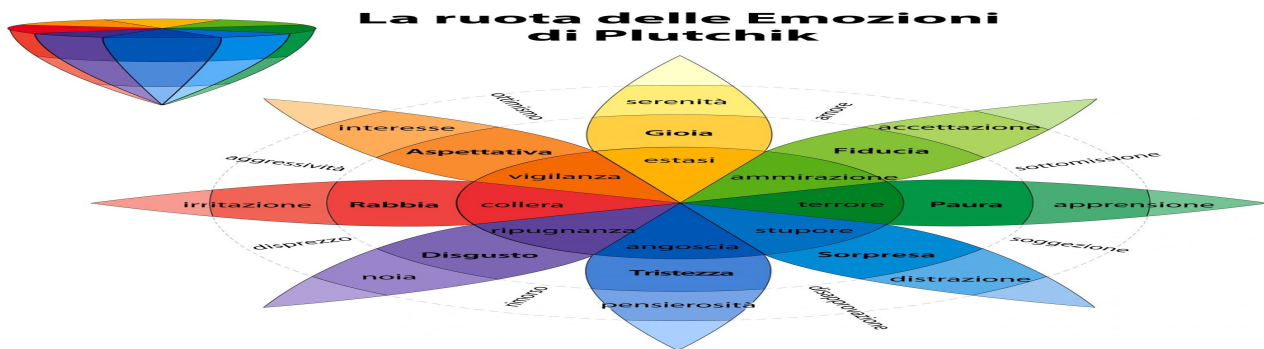 La ruota delle Emozioni
di Plutchik
serenità
ottimismo
amore
interesse
Gioia
accettazione
Aspettativa
Fiducia
aggressività
estasi
sottomissione
vigilanza
ammirazione
irritazione
Rabbia
collera
terrore
Paura
apprensione
ripugnanza
stupore
disprezzo
angoscia
soggezione
Disgusto
Sorpresa
noia
Tristezza
distrazione
rimorso
pensierosità
disapprovazione